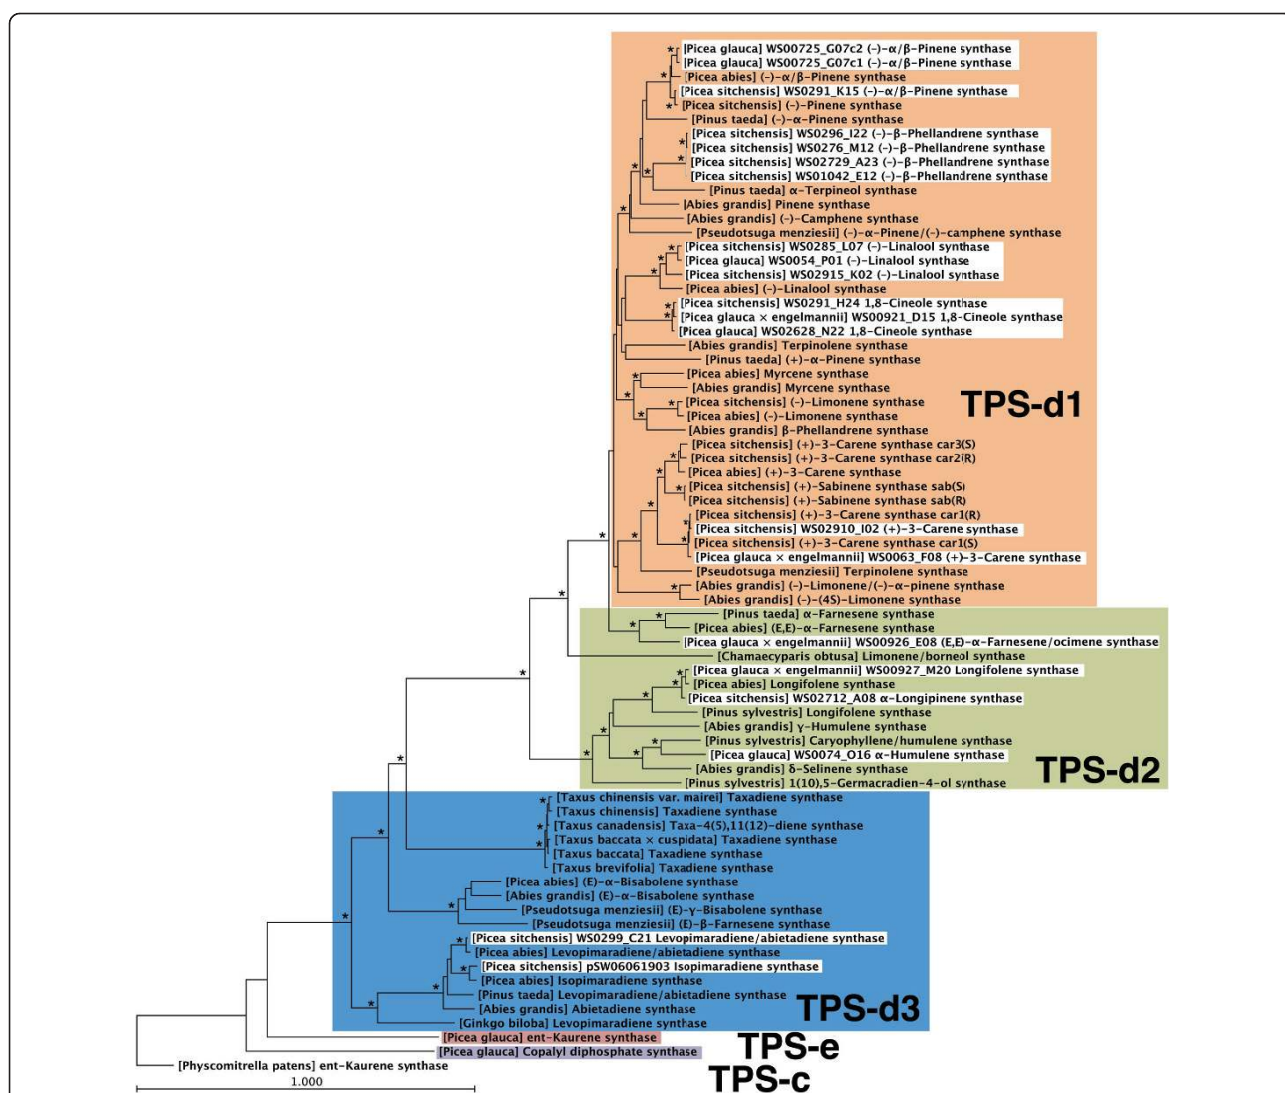 [Picea glauca] WS00725_G07c2 (-)-α/β-Pinene synthase
[Picea glauca] WS00725_G07c1 (-)-α/β-Pinene synthase
[Picea abies] (-)-α/β-Pinene synthase
[Picea sitchensis] WS0291_K15 (-)-α/β-Pinene synthase
[Picea sitchensis] (-)-Pinene synthase
[Pinus taeda] (-)-α-Pinene synthase
[Picea sitchensis] WS0296_I22 (-)-β-Phellandrene synthase
[Picea sitchensis] WS0276_M12 (-)-β-Phellandrene synthase
[Picea sitchensis] WS02729_A23 (-)-β-Phellandrene synthase
[Picea sitchensis] WS01042_E12 (-)-β-Phellandrene synthase
[Pinus taeda] α-Terpineol synthase
[Abies grandis] Pinene synthase
[Abies grandis] (-)-Camphene synthase
[Pseudotsuga menziesii] (-)-α-Pinene/(-)-camphene synthase
[Picea sitchensis] WS0285_L07 (-)-Linalool synthase
[Picea glauca] WS0054_P01 (-)-Linalool synthase
[Picea sitchensis] WS02915_K02 (-)-Linalool synthase
[Picea abies] (-)-Linalool synthase
[Picea sitchensis] WS0291_H24 1,8-Cineole synthase
[Picea glauca × engelmannii] WS00921_D15 1,8-Cineole synthase
[Picea glauca] WS02628_N22 1,8-Cineole synthase
[Abies grandis] Terpinolene synthase
[Pinus taeda] (+)-α-Pinene synthase
[Picea abies] Myrcene synthase
[Abies grandis] Myrcene synthase
[Picea sitchensis] (-)-Limonene synthase
TPS-d1
[Picea abies] (-)-Limonene synthase
[Abies grandis] β-Phellandrene synthase
[Picea sitchensis] (+)-3-Carene synthase car3(S)
[Picea sitchensis] (+)-3-Carene synthase car2(R)
[Picea abies] (+)-3-Carene synthase
[Picea sitchensis] (+)-Sabinene synthase sab(S)
[Picea sitchensis] (+)-Sabinene synthase sab(R)
[Picea sitchensis] (+)-3-Carene synthase car1(R)
[Picea sitchensis] WS02910_I02 (+)-3-Carene synthase
[Picea sitchensis] (+)-3-Carene synthase car1(S)
[Picea glauca × engelmannii] WS0063_F08 (+)-3-Carene synthase
[Pseudotsuga menziesii] Terpinolene synthase
[Abies grandis] (-)-Limonene/(-)-α-pinene synthase
[Abies grandis] (-)-(4S)-Limonene synthase
[Pinus taeda] α-Farnesene synthase
[Picea abies] (E,E)-α-Farnesene synthase
[Picea glauca × engelmannii] WS00926_E08 (E,E)-α-Farnesene/ocimene synthase
[Chamaecyparis obtusa] Limonene/borneol synthase
[Picea glauca × engelmannii] WS00927_M20 Longifolene synthase
[Picea abies] Longifolene synthase
[Picea sitchensis] WS02712_A08 α-Longipinene synthase
[Pinus sylvestris] Longifolene synthase
[Abies grandis] γ-Humulene synthase
[Pinus sylvestris] Caryophyllene/humulene synthase
[Picea glauca] WS0074_O16 α-Humulene synthase
[Abies grandis] δ-Selinene synthase
TPS-d2
[Pinus sylvestris] 1(10),5-Germacradien-4-ol synthase
[Taxus chinensis var. mairei] Taxadiene synthase
[Taxus chinensis] Taxadiene synthase
[Taxus canadensis] Taxa-4(5),11(12)-diene synthase
[Taxus baccata × cuspidata] Taxadiene synthase
[Taxus baccata] Taxadiene synthase
[Taxus brevifolia] Taxadiene synthase
[Picea abies] (E)-α-Bisabolene synthase
[Abies grandis] (E)-α-Bisabolene synthase
[Pseudotsuga menziesii] (E)-γ-Bisabolene synthase
[Pseudotsuga menziesii] (E)-β-Farnesene synthase
[Picea sitchensis] WS0299_C21 Levopimaradiene/abietadiene synthase
[Picea abies] Levopimaradiene/abietadiene synthase
[Picea sitchensis] pSW06061903 Isopimaradiene synthase
[Picea abies] Isopimaradiene synthase
[Pinus taeda] Levopimaradiene/abietadiene synthase
[Abies grandis] Abietadiene synthase
TPS-d3
[Ginkgo biloba] Levopimaradiene synthase
[Picea glauca] ent-Kaurene synthase
TPS-e
[Picea glauca] Copalyl diphosphate synthase
[Physcomitrella patens] ent-Kaurene synthase
TPS-c
1.000